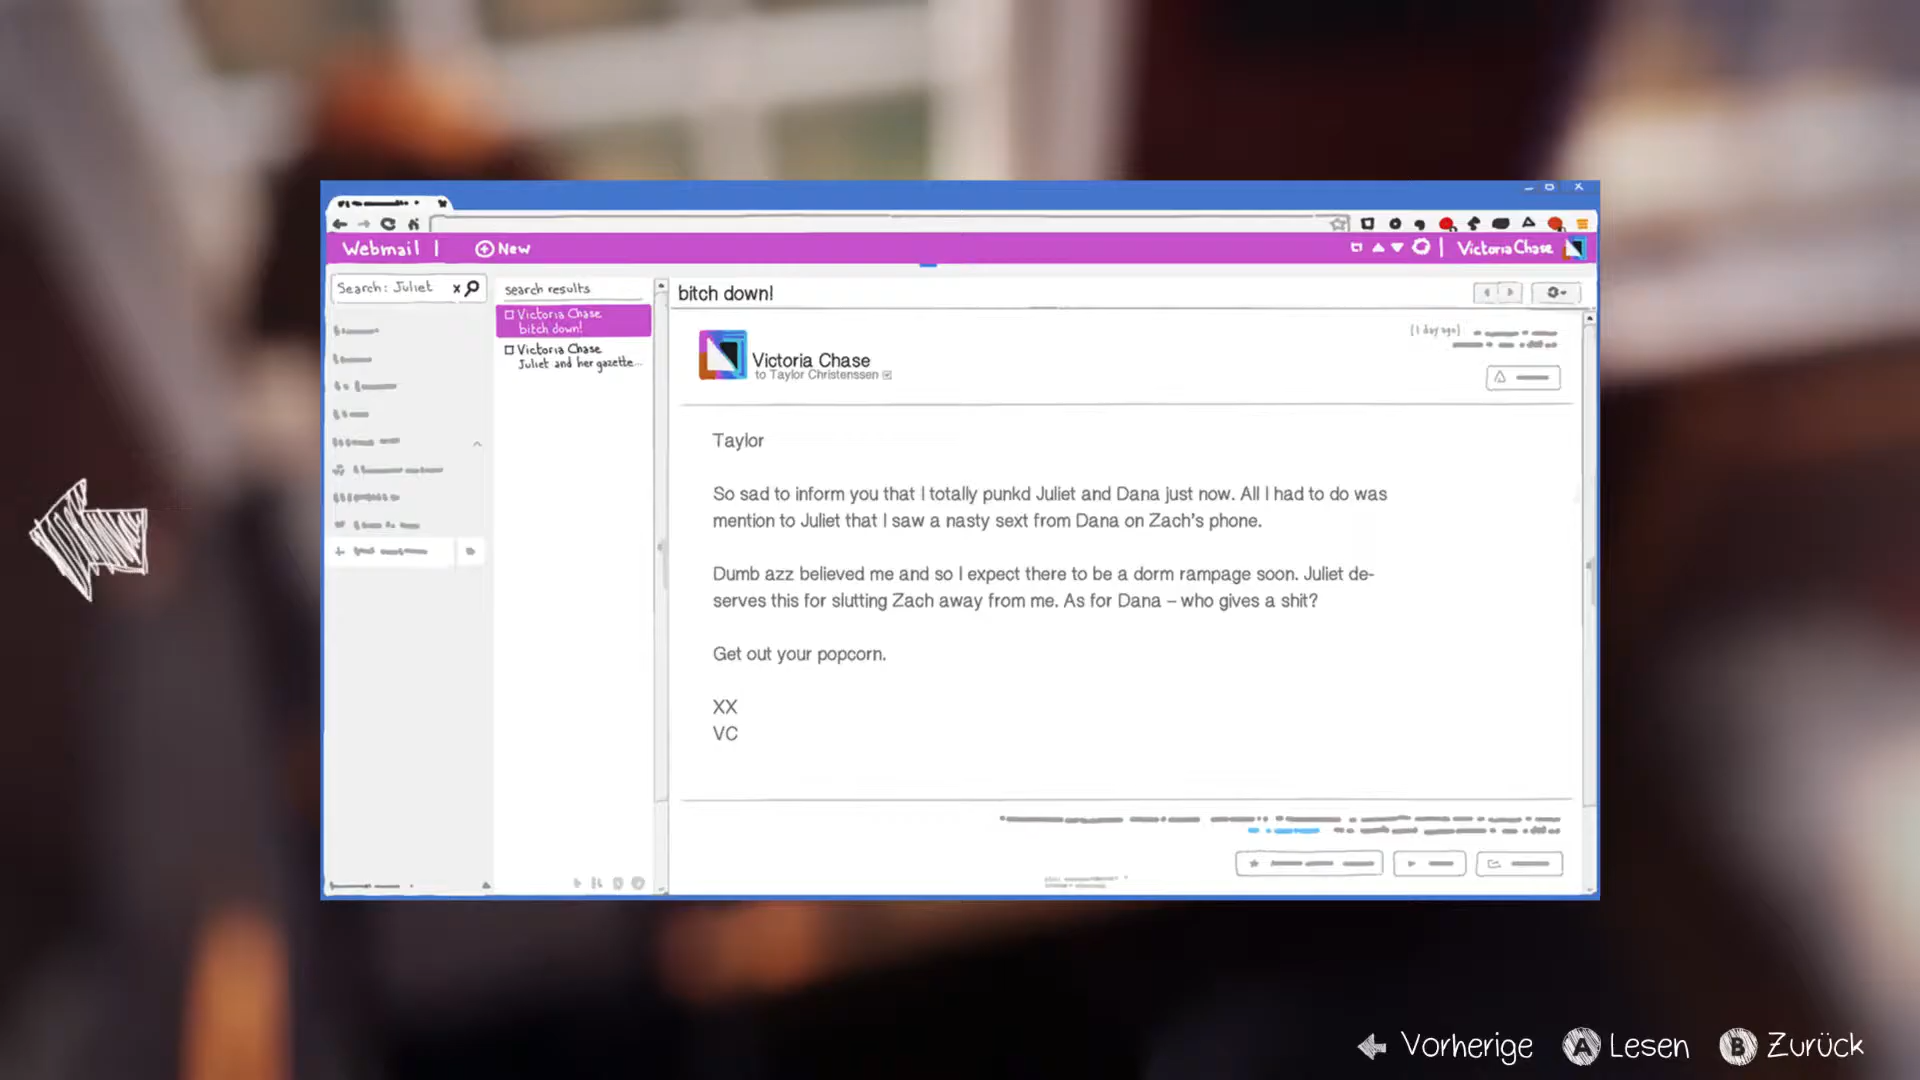 Webmail |
New
Victoria Chase
Search: Juliet x
search results
Victoria Chase
bitch down!
Victoria Chase
Juliet and her gazette...
bitch down!
[1 day ago]
Victoria Chase
to Taylor Christenssen
Taylor
So sad to inform you that I totally punkd Juliet and Dana just now. All I had to do was
mention to Juliet that I saw a nasty sext from Dana on Zach's phone.
Dumb azz believed me and so I expect there to be a dorm rampage soon. Juliet de-
serves this for slutting Zach away from me. As for Dana – who gives a shit?
Get out your popcorn.
XX
VC
Vorherige
A Lesen
B Zurück